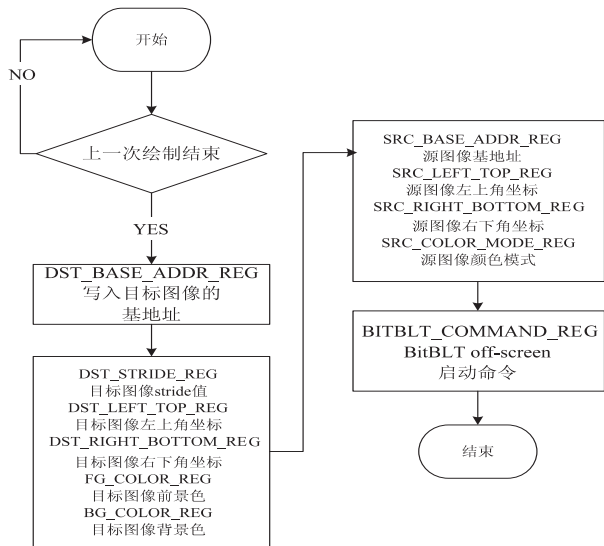 开始
NO
上一次绘制结束
YES
DST_BASE_ADDR_REG
写入目标图像的
基地址
DST_STRIDE_REG
目标图像stride值
DST_LEFT_TOP_REG
目标图像左上角坐标
DST_RIGHT_BOTTOM_REG
目标图像右下角坐标
FG_COLOR_REG
目标图像前景色
BG_COLOR_REG
目标图像背景色
SRC_BASE_ADDR_REG
源图像基地址
SRC_LEFT_TOP_REG
源图像左上角坐标
SRC_RIGHT_BOTTOM_REG
源图像右下角坐标
SRC_COLOR_MODE_REG
源图像颜色模式
BITBLT_COMMAND_REG
BitBLT off-screen
启动命令
结束